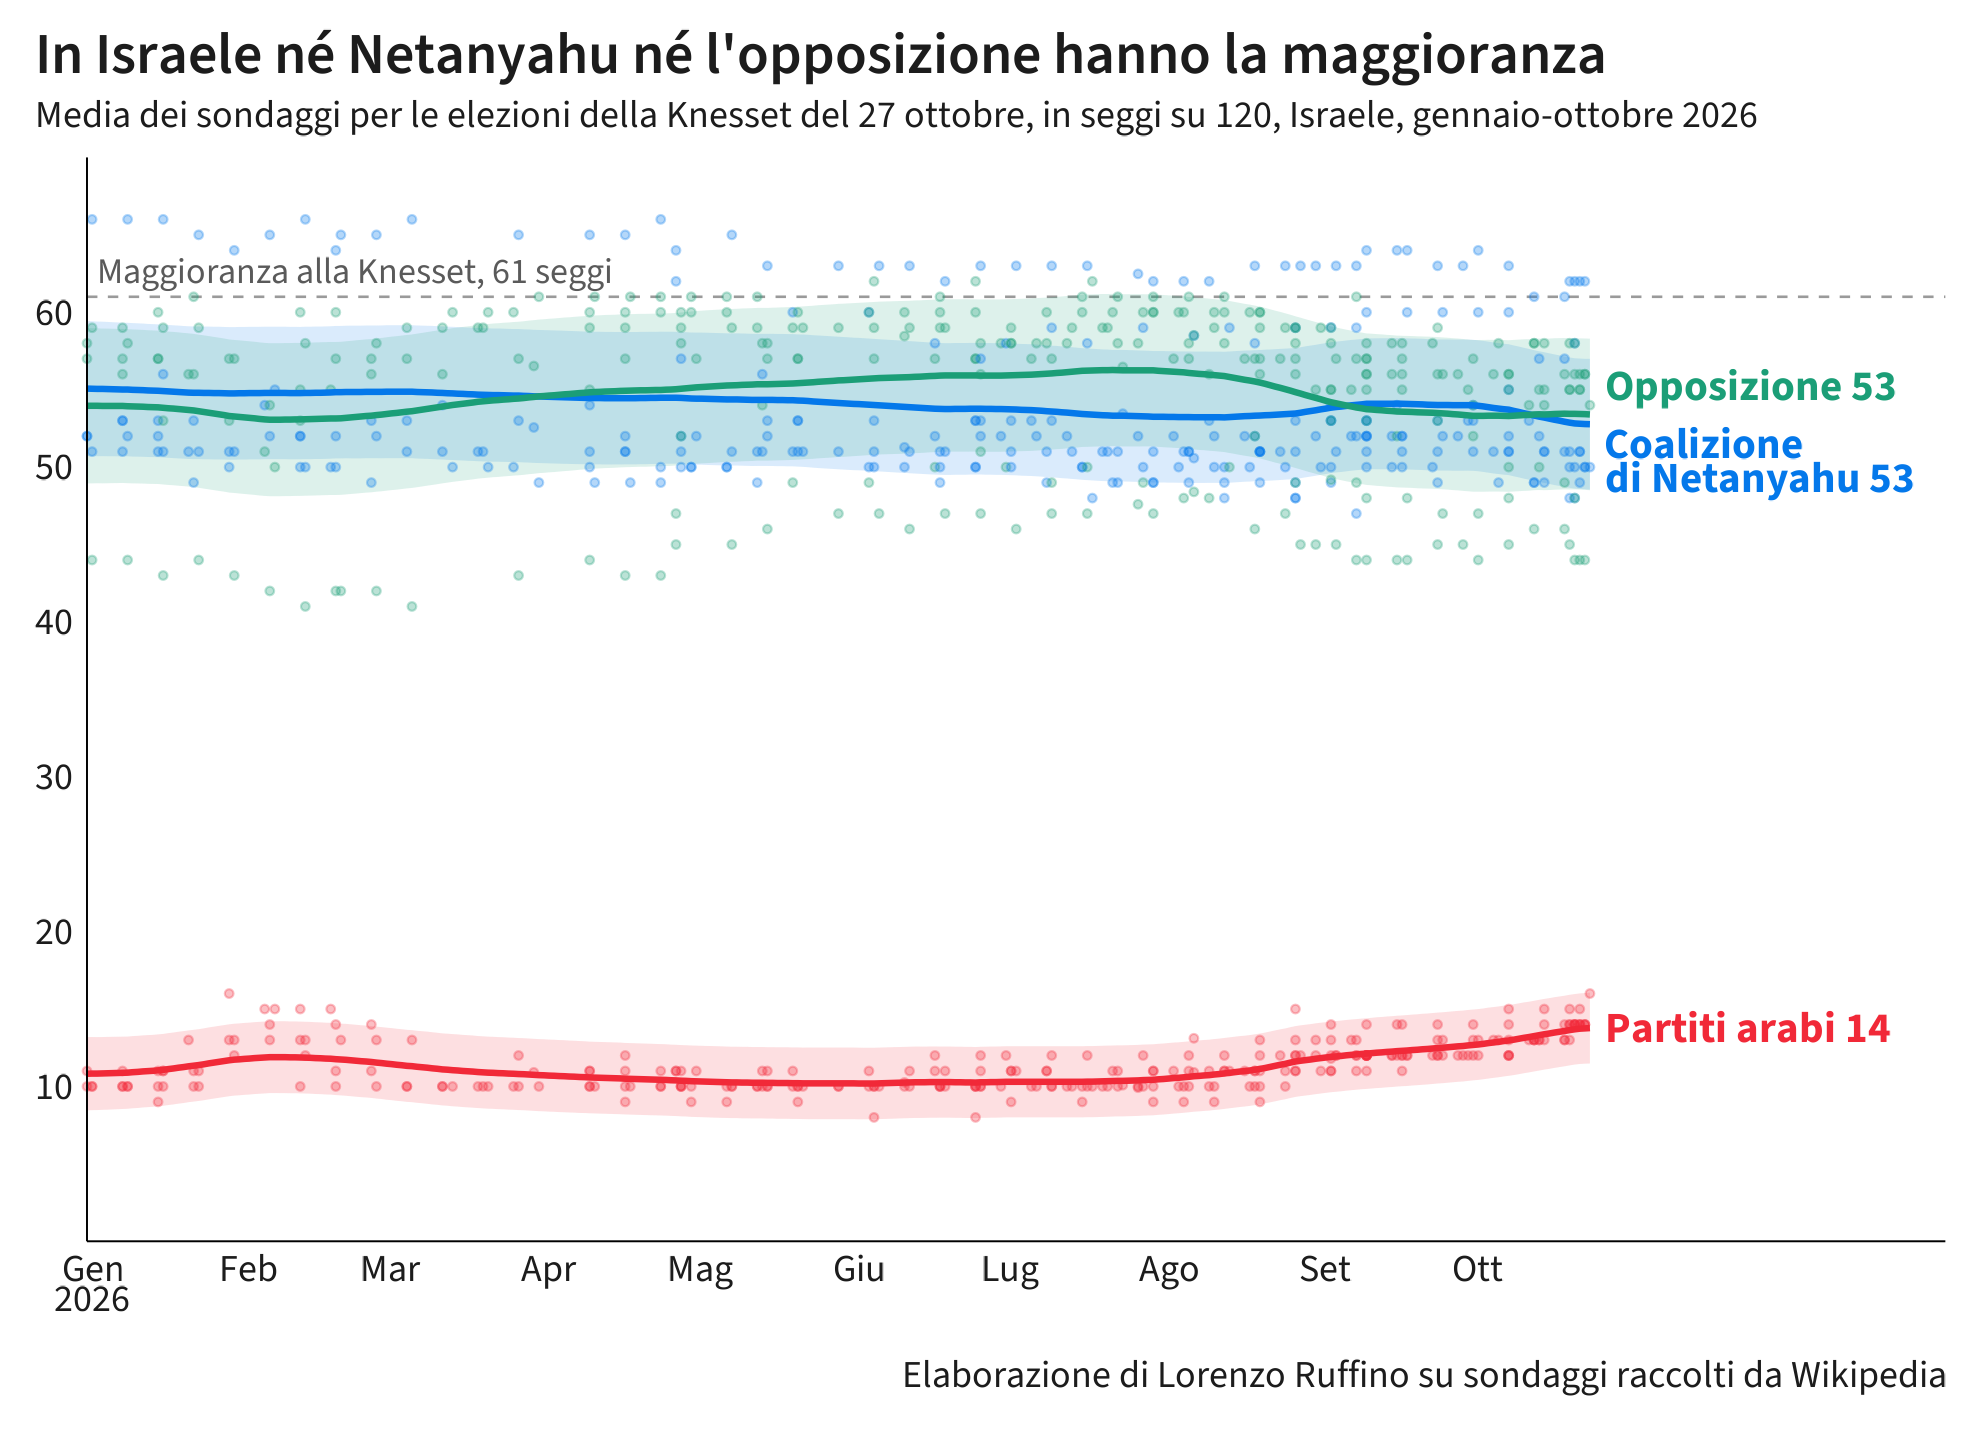 In Israele né Netanyahu né l'opposizione hanno la maggioranza
Media dei sondaggi per le elezioni della Knesset del 27 ottobre, in seggi su 120, Israele, gennaio-ottobre 2026
Maggioranza alla Knesset, 61 seggi
60
50
40
30
20
10
Opposizione 53
Coalizione
di Netanyahu 53
Partiti arabi 14
Gen Feb Mar Apr Mag Giu Lug Ago Set Ott
2026
Elaborazione di Lorenzo Ruffino su sondaggi raccolti da Wikipedia